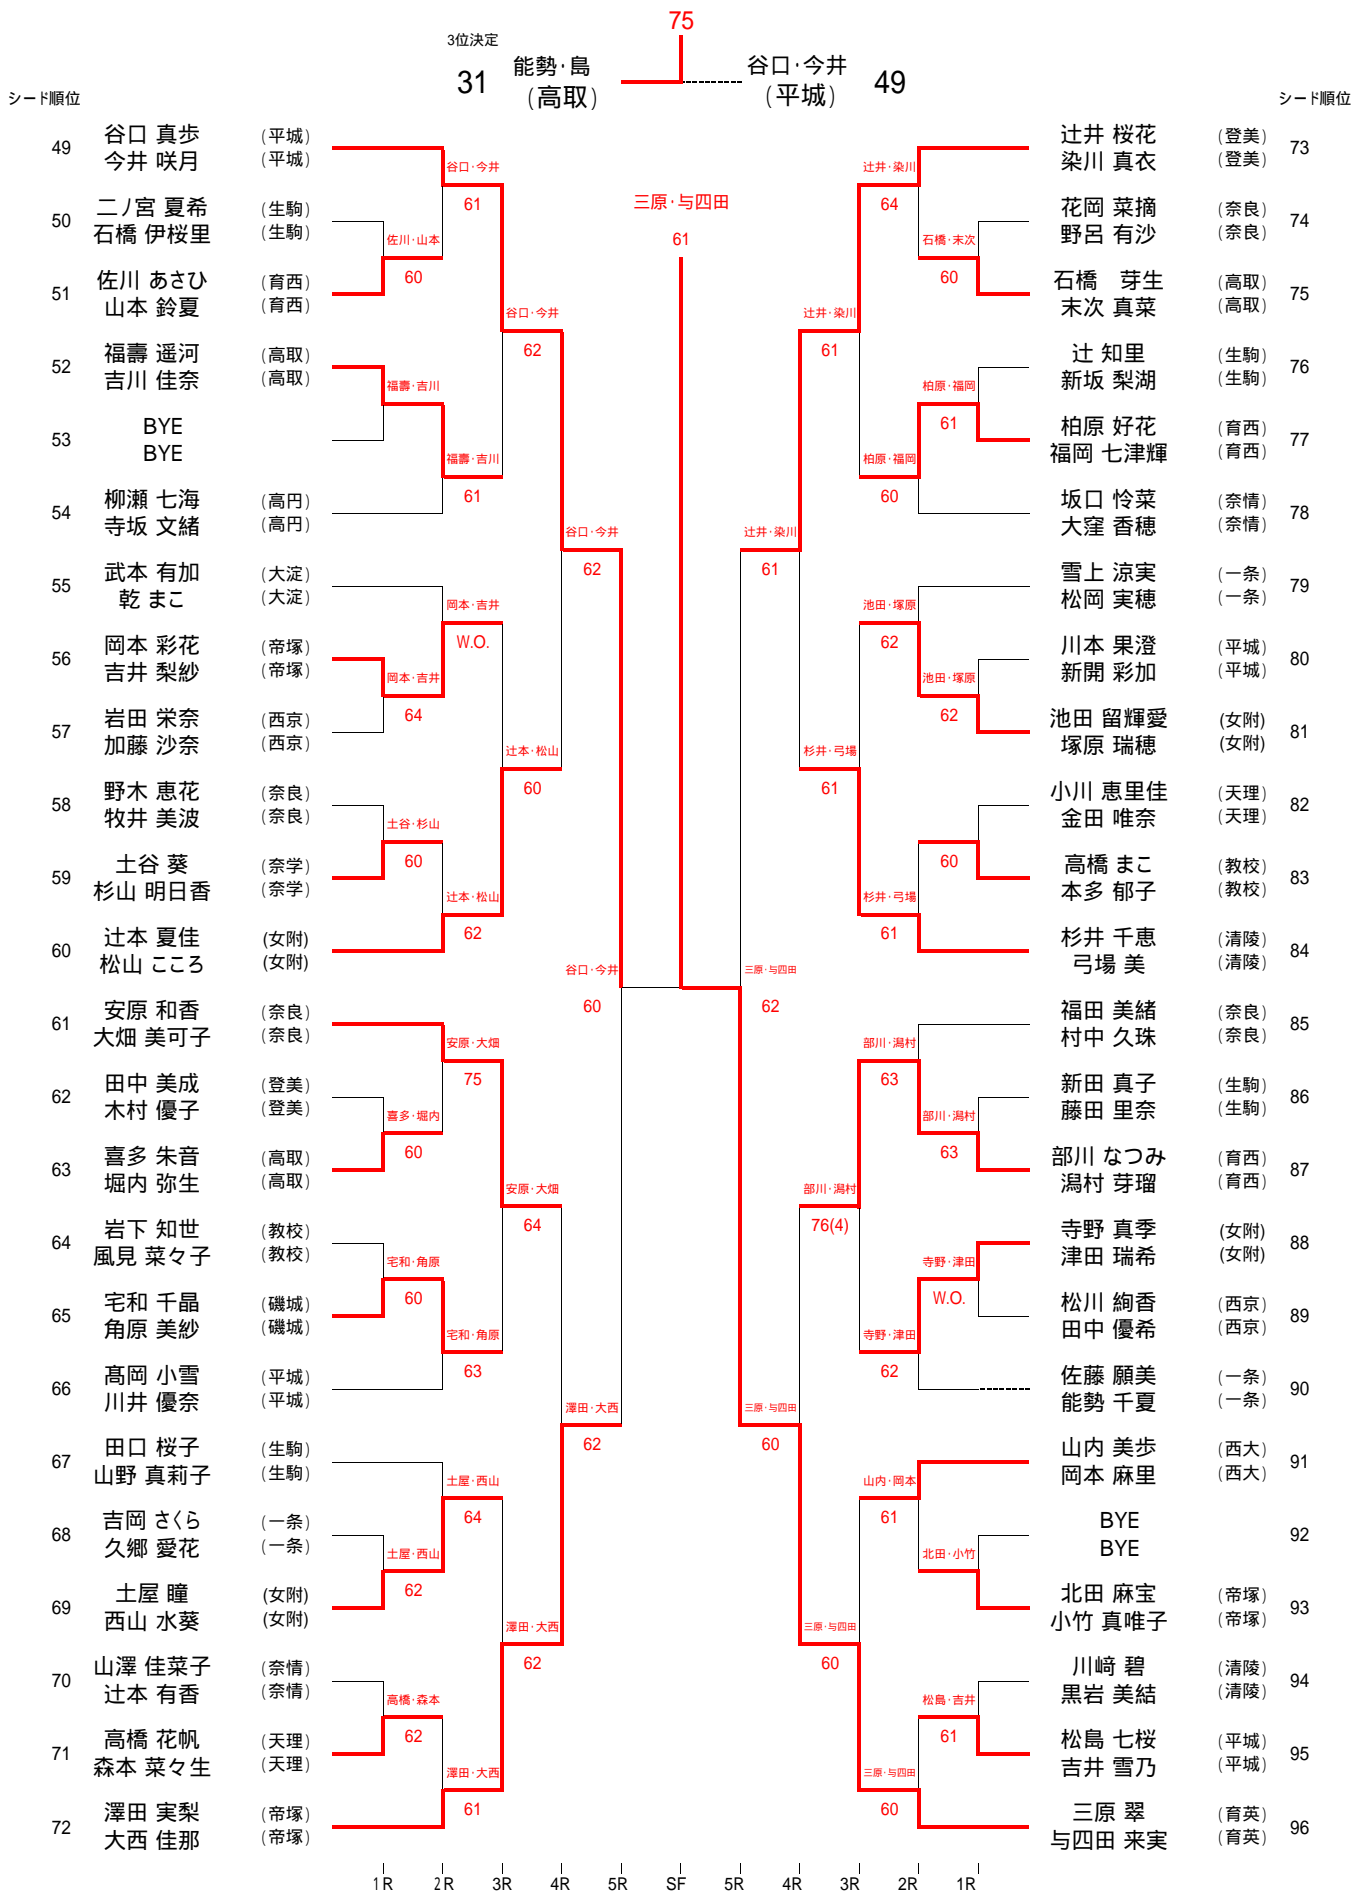 75
3位決定
31 能勢・島 (高取) 谷口・今井 (平城) 49
シード順位 シード順位
三原・与四田
61
49 谷口 真歩 (平城)
今井 咲月 (平城)
50 二ノ宮 夏希 (生駒)
石橋 伊桜里 (生駒)
51 佐川 あさひ (育西)
山本 鈴夏 (育西)
52 福壽 遥河 (高取)
吉川 佳奈 (高取)
53 BYE
BYE
54 柳瀬 七海 (高円)
寺坂 文緒 (高円)
55 武本 有加 (大淀)
乾 まこ (大淀)
56 岡本 彩花 (帝塚)
吉井 梨紗 (帝塚)
57 岩田 栄奈 (西京)
加藤 沙奈 (西京)
58 野木 恵花 (奈良)
牧井 美波 (奈良)
59 土谷 葵 (奈学)
杉山 明日香 (奈学)
60 辻本 夏佳 (女附)
松山 こころ (女附)
61 安原 和香 (奈良)
大畑 美可子 (奈良)
62 田中 美成 (登美)
木村 優子 (登美)
63 喜多 朱音 (高取)
堀内 弥生 (高取)
64 岩下 知世 (教校)
風見 菜々子 (教校)
65 宅和 千晶 (磯城)
角原 美紗 (磯城)
66 髙岡 小雪 (平城)
川井 優奈 (平城)
67 田口 桜子 (生駒)
山野 真莉子 (生駒)
68 吉岡 さくら (一条)
久郷 愛花 (一条)
69 土屋 瞳 (女附)
西山 水葵 (女附)
70 山澤 佳菜子 (奈情)
辻本 有香 (奈情)
71 高橋 花帆 (天理)
森本 菜々生 (天理)
72 澤田 実梨 (帝塚)
大西 佳那 (帝塚)
佐川・山本
60
福壽・吉川
岡本・吉井
64
土谷・杉山
60
喜多・堀内
60
宅和・角原
60
土屋・西山
62
高橋・森本
62
谷口・今井
61
福壽・吉川
61
岡本・吉井
W.O.
辻本・松山
62
安原・大畑
75
宅和・角原
63
土屋・西山
64
澤田・大西
61
谷口・今井
62
辻本・松山
60
安原・大畑
64
澤田・大西
62
谷口・今井
62
澤田・大西
62
谷口・今井
60
三原・与四田
62
辻井・染川
61
三原・与四田
60
辻井・染川
61
杉井・弓場
61
部川・潟村
76(4)
三原・与四田
60
辻井・染川
64
柏原・福岡
60
池田・塚原
62
杉井・弓場
61
部川・潟村
63
寺野・津田
62
山内・岡本
61
三原・与四田
60
石橋・末次
60
柏原・福岡
61
池田・塚原
62
60
部川・潟村
63
寺野・津田
W.O.
北田・小竹
松島・吉井
61
辻井 桜花 (登美) 73
染川 真衣 (登美)
花岡 菜摘 (奈良) 74
野呂 有沙 (奈良)
石橋　芽生 (高取) 75
末次 真菜 (高取)
辻 知里 (生駒) 76
新坂 梨湖 (生駒)
柏原 好花 (育西) 77
福岡 七津輝 (育西)
坂口 怜菜 (奈情) 78
大窪 香穂 (奈情)
雪上 涼実 (一条) 79
松岡 実穂 (一条)
川本 果澄 (平城) 80
新開 彩加 (平城)
池田 留輝愛 (女附) 81
塚原 瑞穂 (女附)
小川 恵里佳 (天理) 82
金田 唯奈 (天理)
高橋 まこ (教校) 83
本多 郁子 (教校)
杉井 千恵 (清陵) 84
弓場 美 (清陵)
福田 美緒 (奈良) 85
村中 久珠 (奈良)
新田 真子 (生駒) 86
藤田 里奈 (生駒)
部川 なつみ (育西) 87
潟村 芽瑠 (育西)
寺野 真季 (女附) 88
津田 瑞希 (女附)
松川 絢香 (西京) 89
田中 優希 (西京)
佐藤 願美 (一条) 90
能勢 千夏 (一条)
山内 美歩 (西大) 91
岡本 麻里 (西大)
BYE 92
BYE
北田 麻宝 (帝塚) 93
小竹 真唯子 (帝塚)
川﨑 碧 (清陵) 94
黒岩 美結 (清陵)
松島 七桜 (平城) 95
吉井 雪乃 (平城)
三原 翠 (育英) 96
与四田 来実 (育英)
1R 2R 3R 4R 5R SF 5R 4R 3R 2R 1R